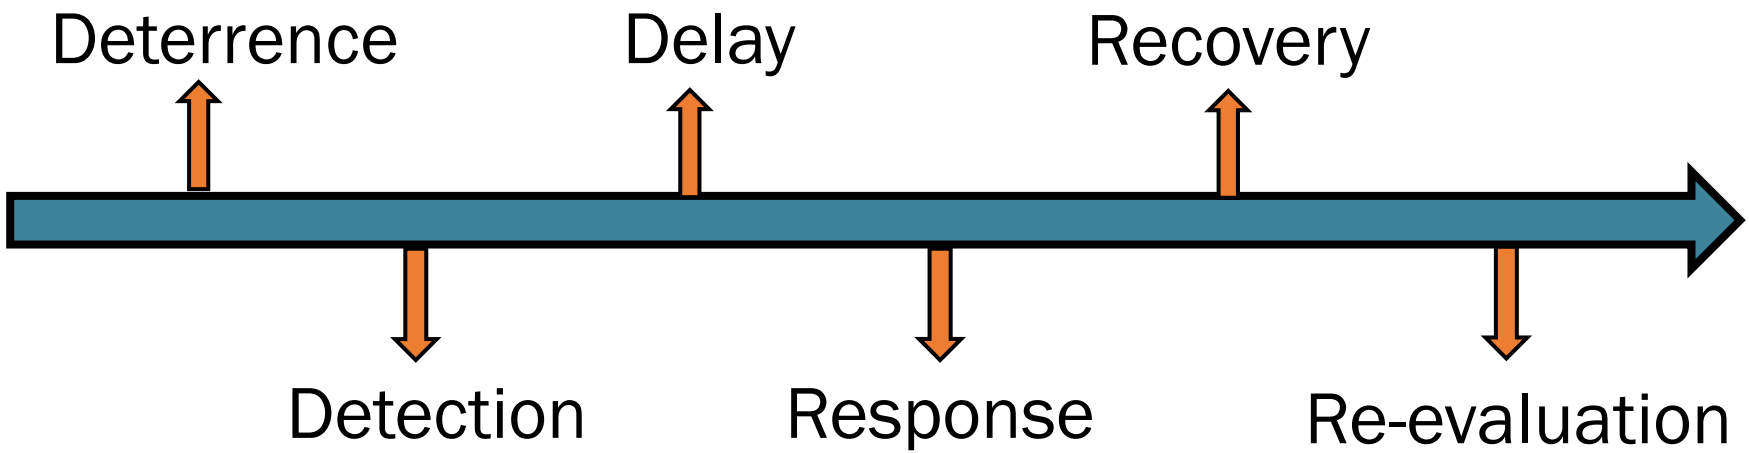 Deterrence
Delay
Recovery
Detection
Response
Re-evaluation